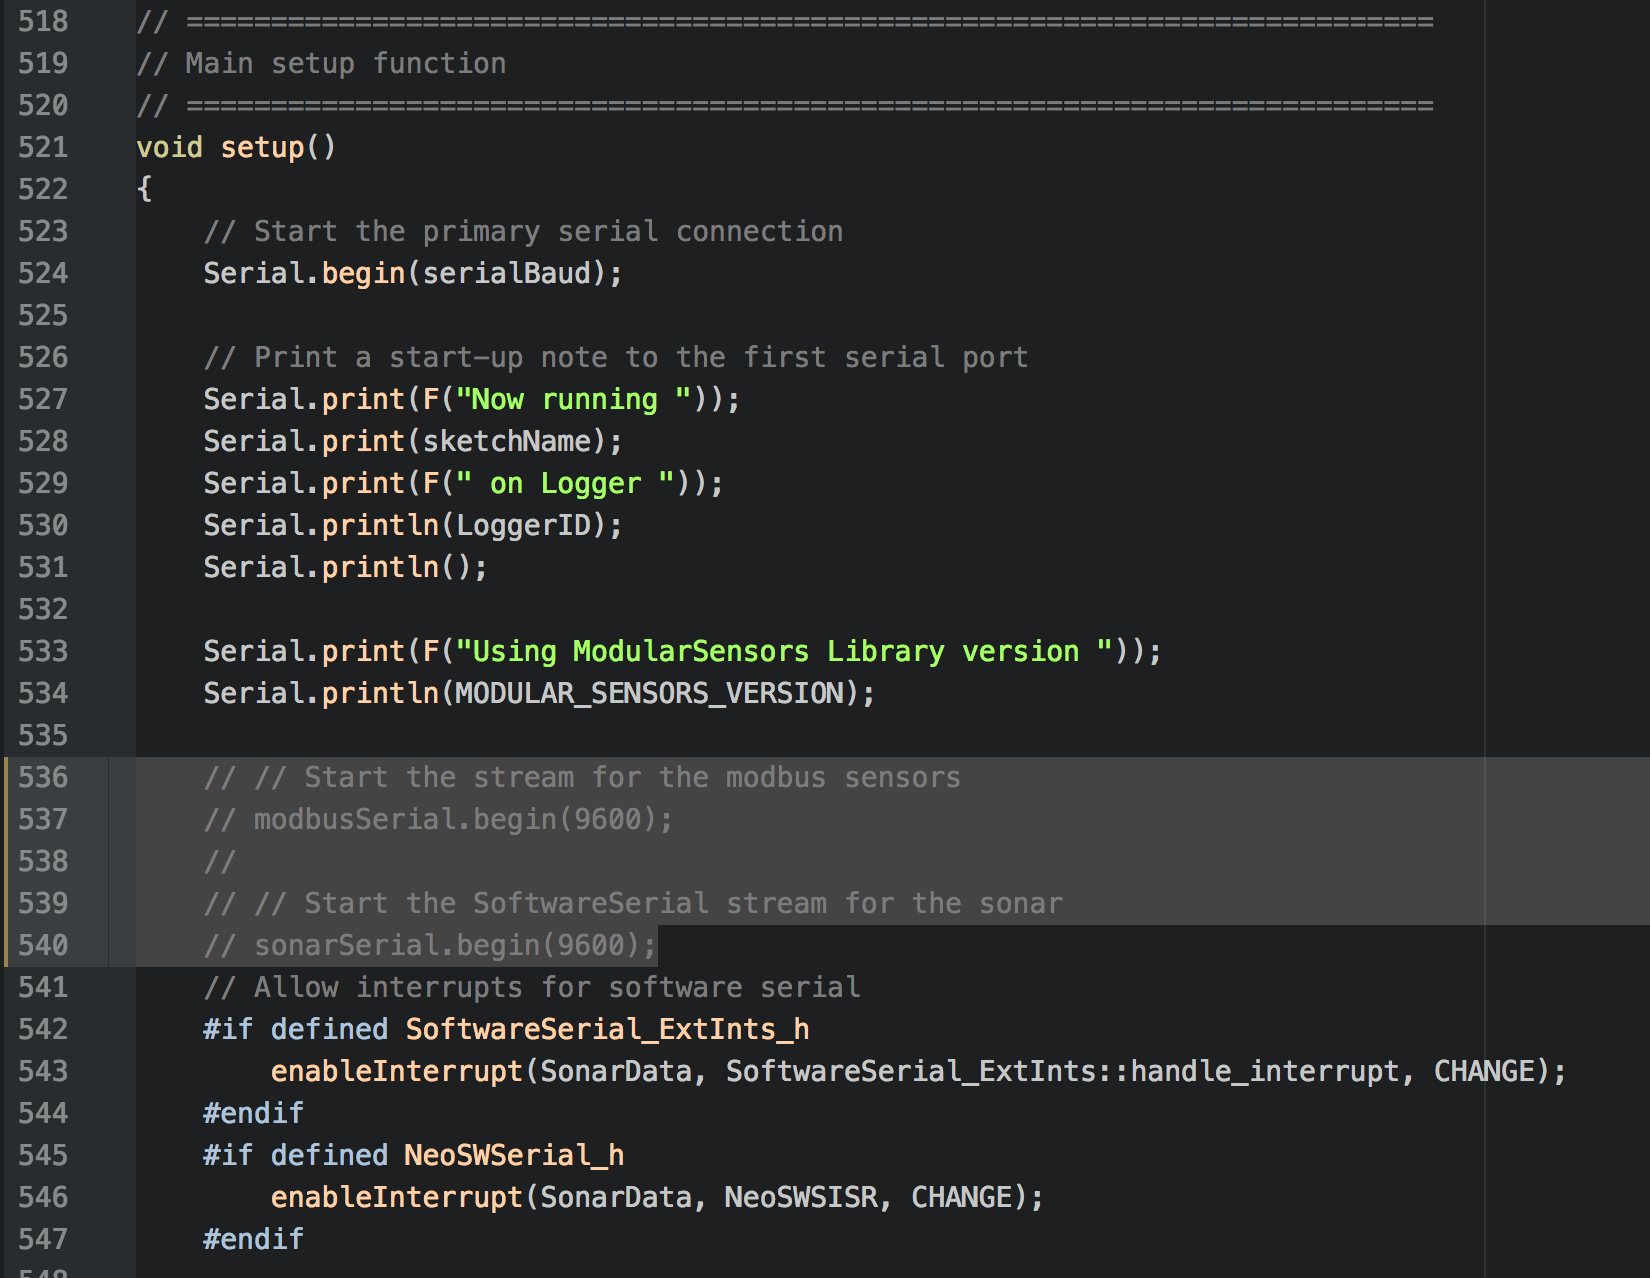 518 // ==========================================================================
519 // Main setup function
520 // ==========================================================================
521 void setup()
522 {
523     // Start the primary serial connection
524     Serial.begin(serialBaud);
525
526     // Print a start-up note to the first serial port
527     Serial.print(F("Now running "));
528     Serial.print(sketchName);
529     Serial.print(F(" on Logger "));
530     Serial.println(LoggerID);
531     Serial.println();
532
533     Serial.print(F("Using ModularSensors Library version "));
534     Serial.println(MODULAR_SENSORS_VERSION);
535
536     // // Start the stream for the modbus sensors
537     // modbusSerial.begin(9600);
538     //
539     // // Start the SoftwareSerial stream for the sonar
540     // sonarSerial.begin(9600);
541     // Allow interrupts for software serial
542     #if defined SoftwareSerial_ExtInts_h
543         enableInterrupt(SonarData, SoftwareSerial_ExtInts::handle_interrupt, CHANGE);
544     #endif
545     #if defined NeoSWSerial_h
546         enableInterrupt(SonarData, NeoSWSISR, CHANGE);
547     #endif
548